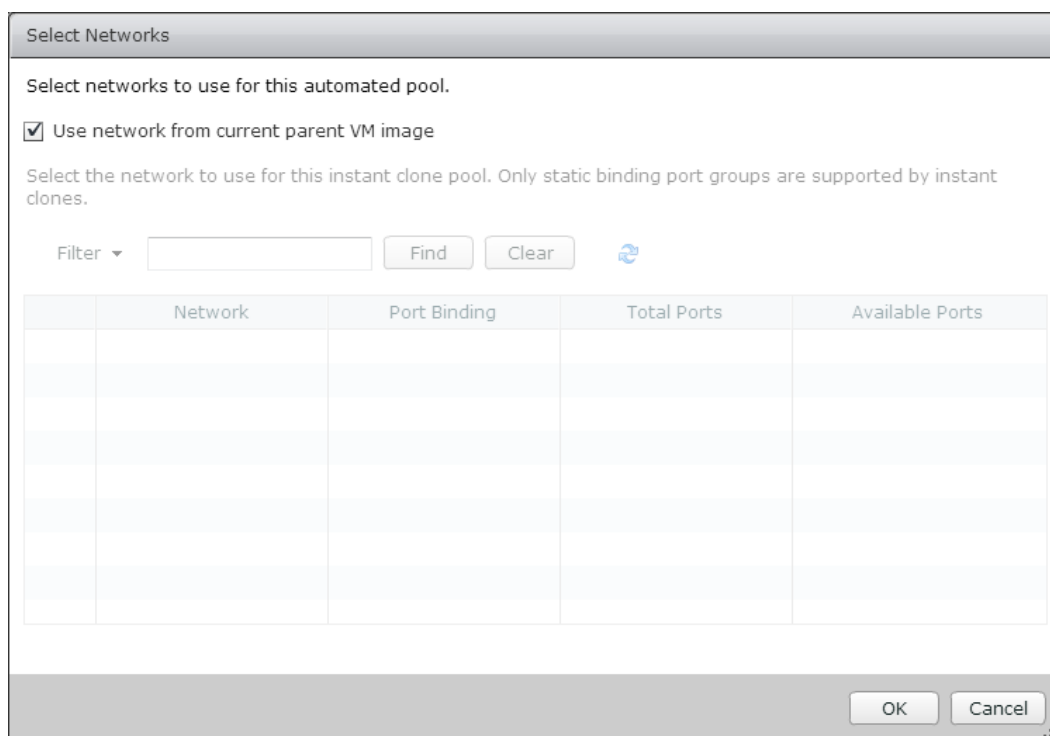 Select Networks
Select networks to use for this automated pool.
Use network from current parent VM image
Select the network to use for this instant clone pool. Only static binding port groups are supported by instant
clones.
Filter Find Clear
Network Port Binding Total Ports Available Ports
OK Cancel